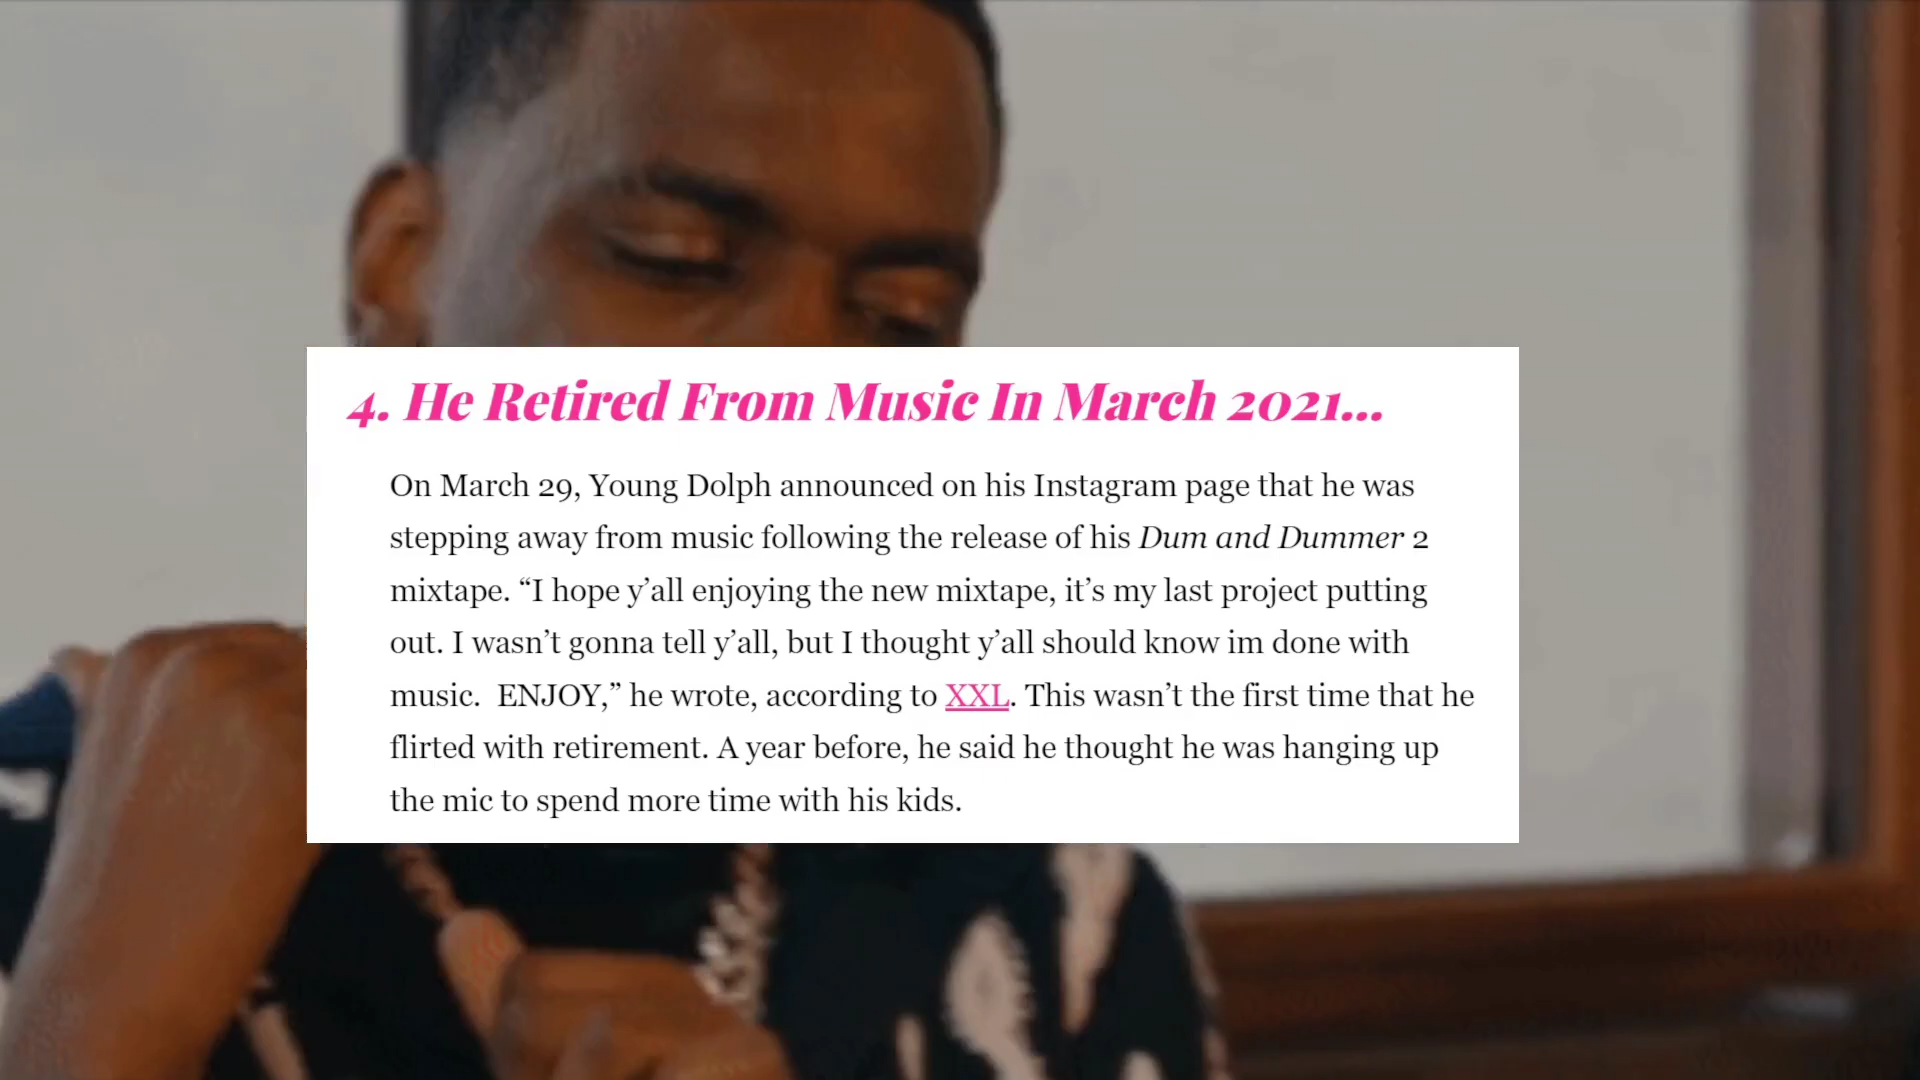 4. He Retired From Music In March 2021...
On March 29, Young Dolph announced on his Instagram page that he was
stepping away from music following the release of his Dum and Dummer 2
mixtape. “I hope y’all enjoying the new mixtape, it’s my last project putting
out. I wasn’t gonna tell y’all, but I thought y’all should know im done with
music.  ENJOY,” he wrote, according to XXL. This wasn’t the first time that he
flirted with retirement. A year before, he said he thought he was hanging up
the mic to spend more time with his kids.